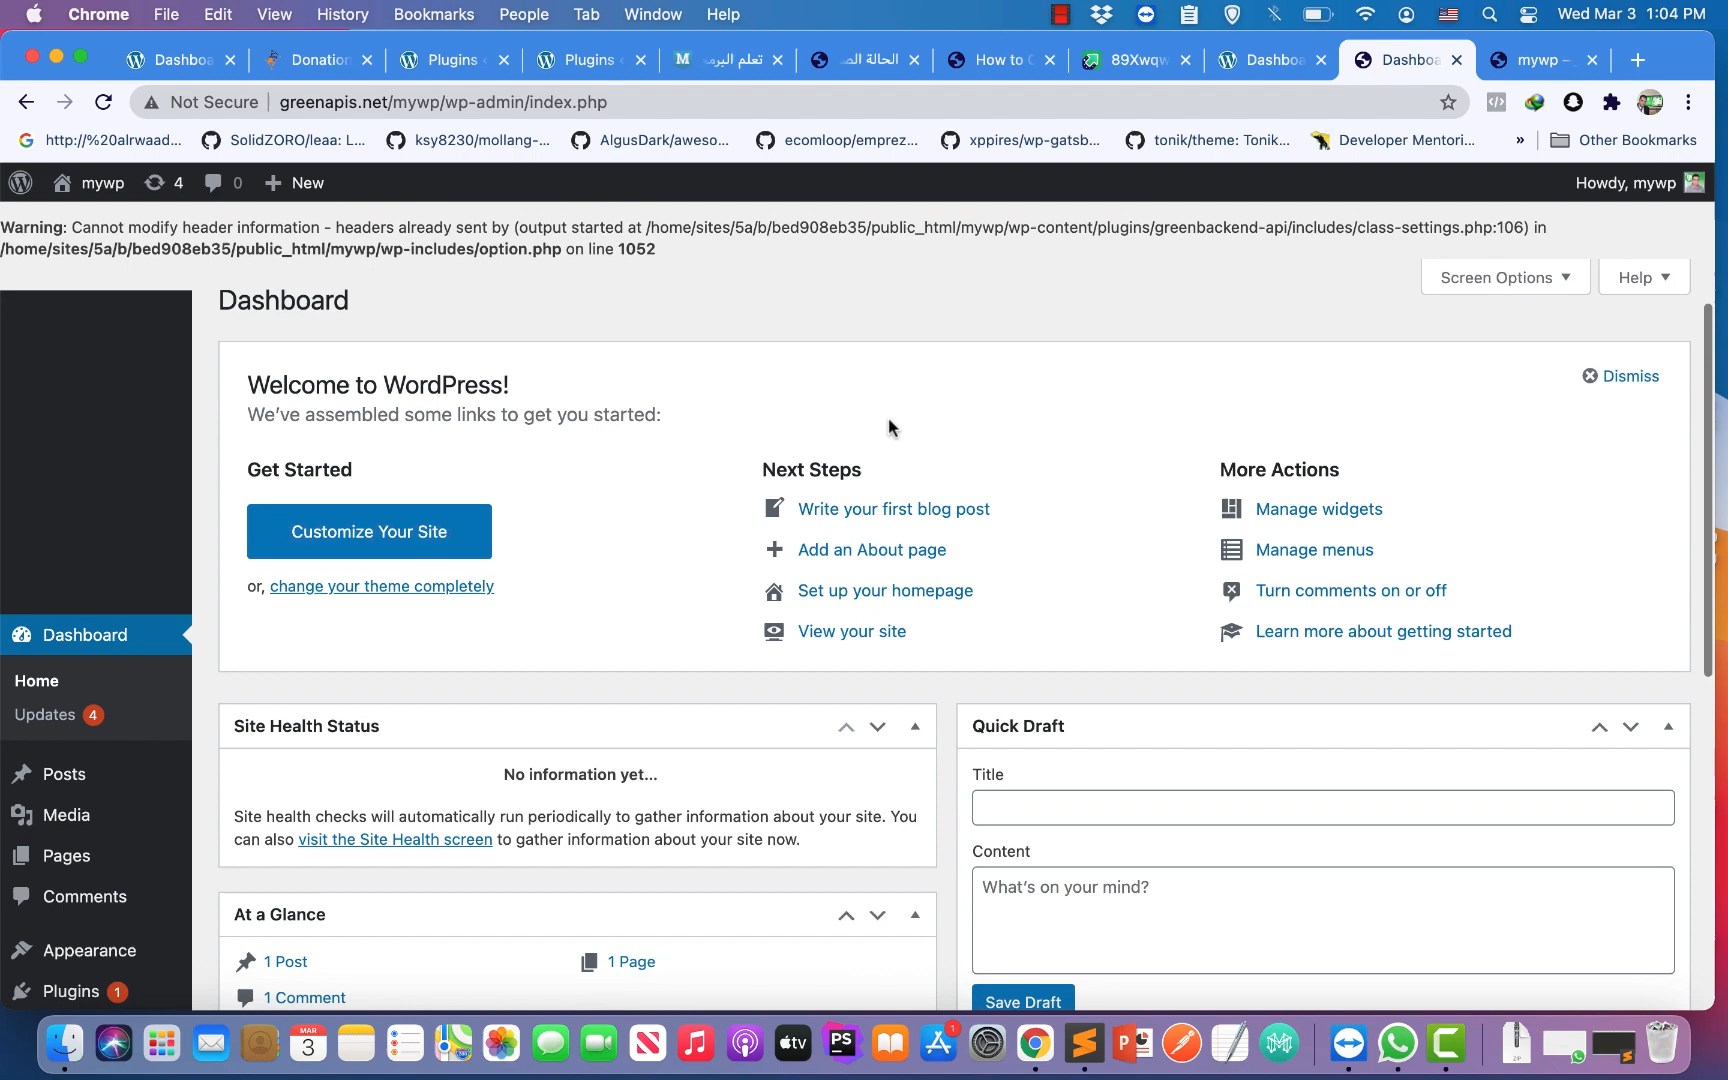 Chrome File Edit View History Bookmarks People Tab Window Help Wed Mar 3 1:04 PM
Dashboa Donation Plugins Plugins تعلم البرم الحالة الص How to 89Xwqw Dashboa Dashboa mywp –
Not Secure greenapis.net/mywp/wp-admin/index.php
http://%20alrwaad... SolidZORO/leaa: L... ksy8230/mollang-... AlgusDark/aweso... ecomloop/emprez... xppires/wp-gatsb... tonik/theme: Tonik... Developer Mentori... » Other Bookmarks
mywp 4 0 New Howdy, mywp
Warning: Cannot modify header information - headers already sent by (output started at /home/sites/5a/b/bed908eb35/public_html/mywp/wp-content/plugins/greenbackend-api/includes/class-settings.php:106) in
/home/sites/5a/b/bed908eb35/public_html/mywp/wp-includes/option.php on line 1052
Screen Options Help
Dashboard
Welcome to WordPress!
Dismiss
We've assembled some links to get you started:
Get Started
Customize Your Site
or, change your theme completely
Next Steps
Write your first blog post
Add an About page
Set up your homepage
View your site
More Actions
Manage widgets
Manage menus
Turn comments on or off
Learn more about getting started
Dashboard
Home
Updates 4
Posts
Media
Pages
Comments
Appearance
Plugins 1
Site Health Status
No information yet...
Site health checks will automatically run periodically to gather information about your site. You
can also visit the Site Health screen to gather information about your site now.
At a Glance
1 Post 1 Page
1 Comment
Quick Draft
Title
Content
What's on your mind?
Save Draft
MAR
3
tv
PS
1